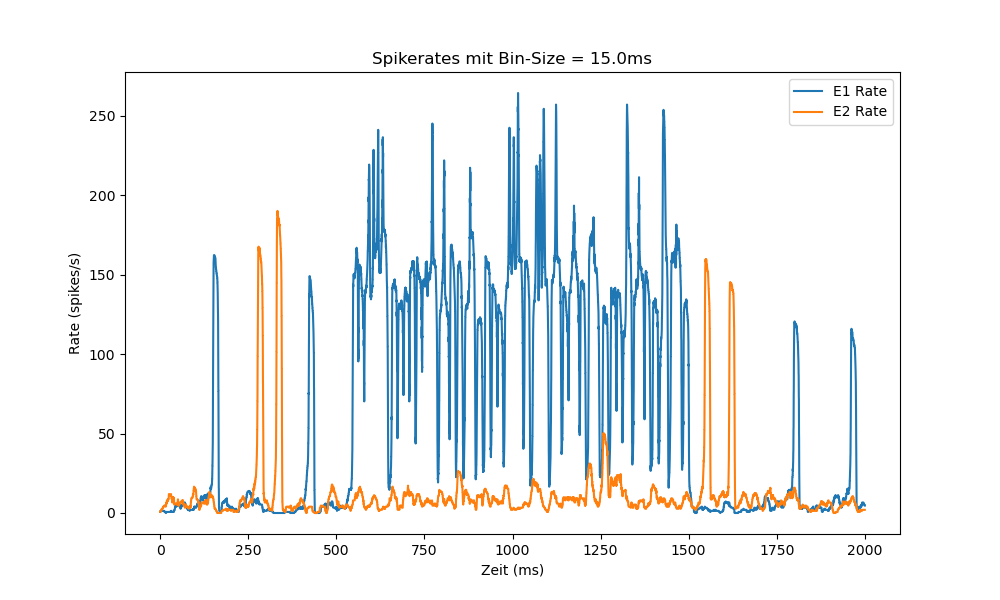 Spikerates mit Bin-Size = 15.0ms
E1 Rate
E2 Rate
250
200
150
100
50
0
Rate (spikes/s)
0 250 500 750 1000 1250 1500 1750 2000
Zeit (ms)